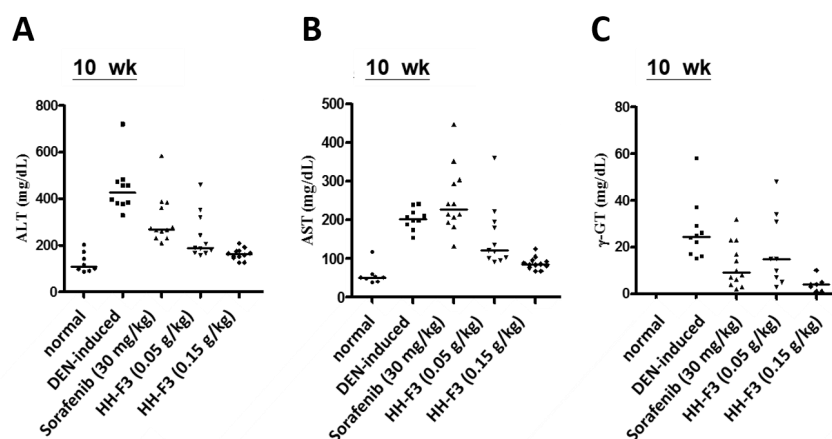 A
10 wk
ALT (mg/dL)
800
600
400
200
0
normal
DEN-induced
Sorafenib (30 mg/kg)
HH-F3 (0.05 g/kg)
HH-F3 (0.15 g/kg)
B
10 wk
AST (mg/dL)
500
400
300
200
100
0
normal
DEN-induced
Sorafenib (30 mg/kg)
HH-F3 (0.05 g/kg)
HH-F3 (0.15 g/kg)
C
10 wk
γ-GT (mg/dL)
80
60
40
20
0
normal
DEN-induced
Sorafenib (30 mg/kg)
HH-F3 (0.05 g/kg)
HH-F3 (0.15 g/kg)